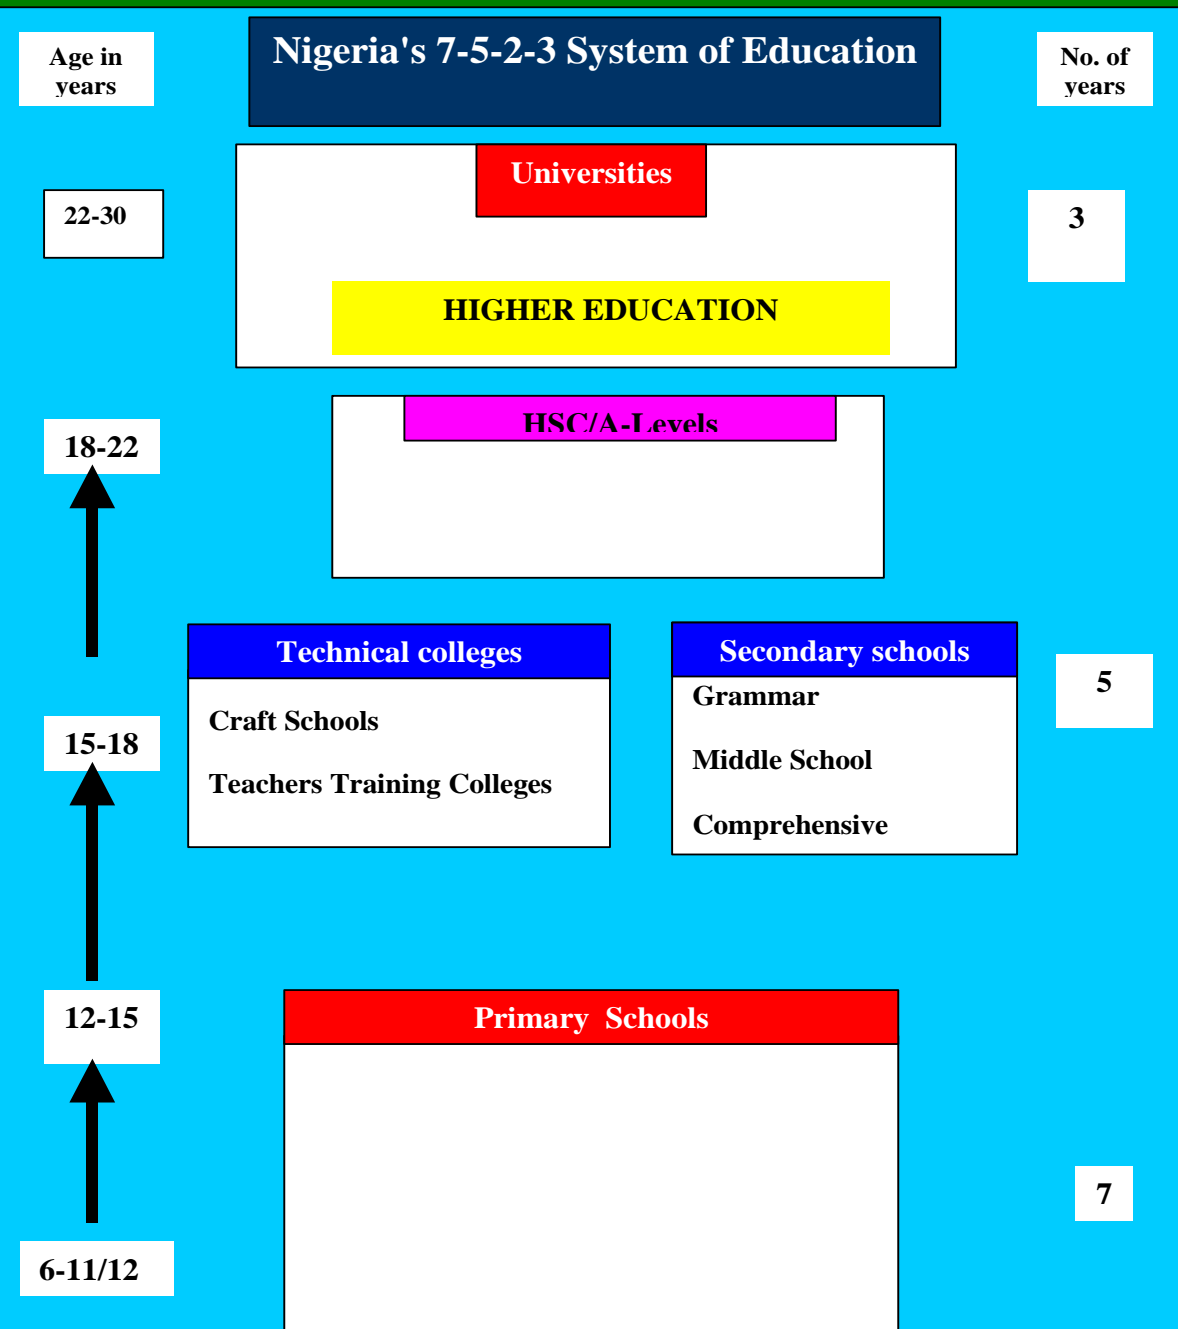 Age in
years
Nigeria's 7-5-2-3 System of Education
No. of
years
Universities
22-30
3
HIGHER EDUCATION
HSC/A-Levels
18-22
Technical colleges
Secondary schools
Craft Schools
Teachers Training Colleges
Grammar
Middle School
Comprehensive
5
15-18
12-15
Primary Schools
7
6-11/12